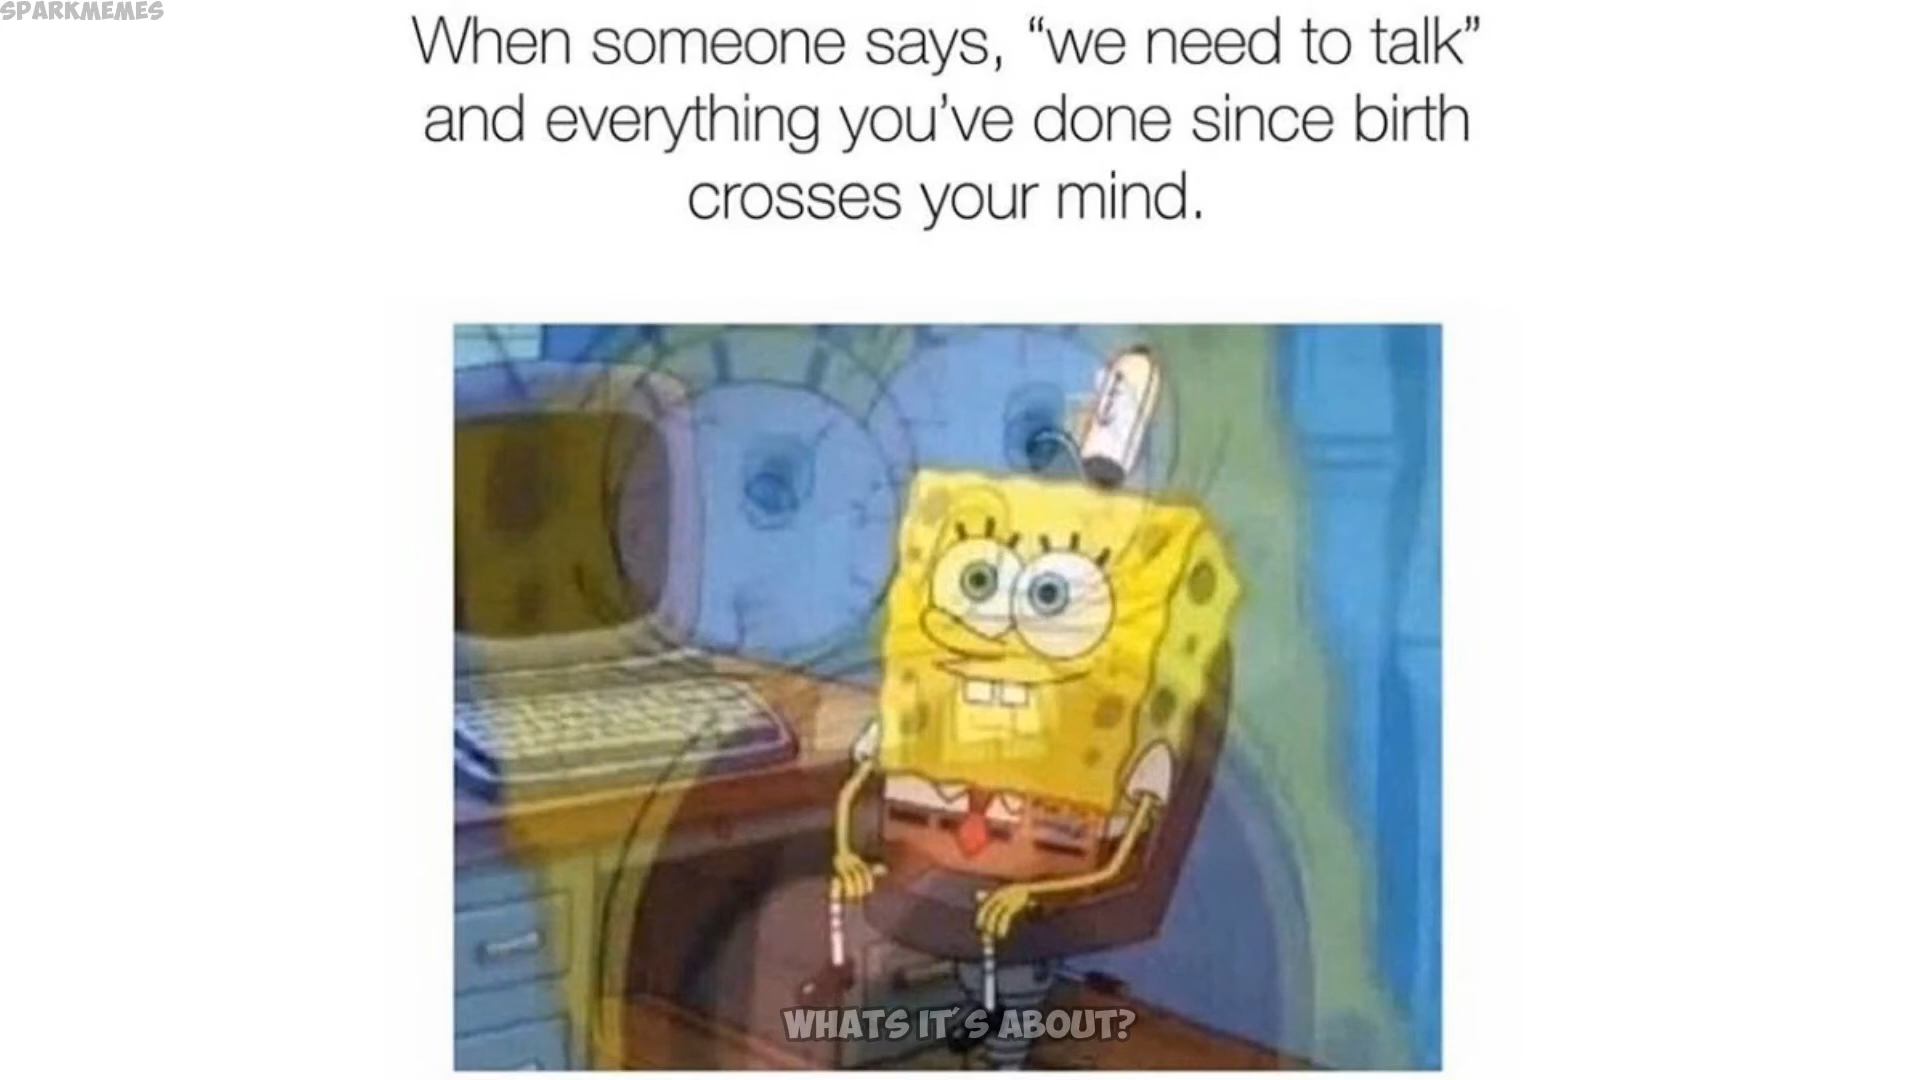 SPARKMEMES
When someone says, “we need to talk”
and everything you’ve done since birth
crosses your mind.
WHATS IT´S ABOUT?